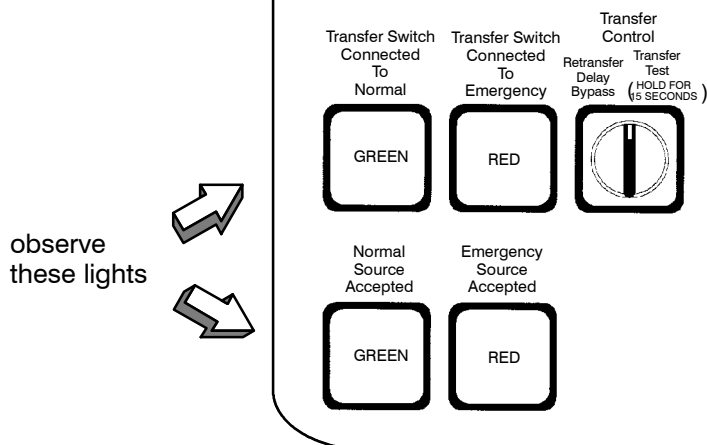 Transfer Switch
Connected
To
Normal
Transfer Switch
Connected
To
Emergency
Transfer
Control
Retransfer
Delay
Bypass
Transfer
Test
(HOLD FOR
15 SECONDS)
GREEN
RED
observe
these lights
Normal
Source
Accepted
Emergency
Source
Accepted
GREEN
RED